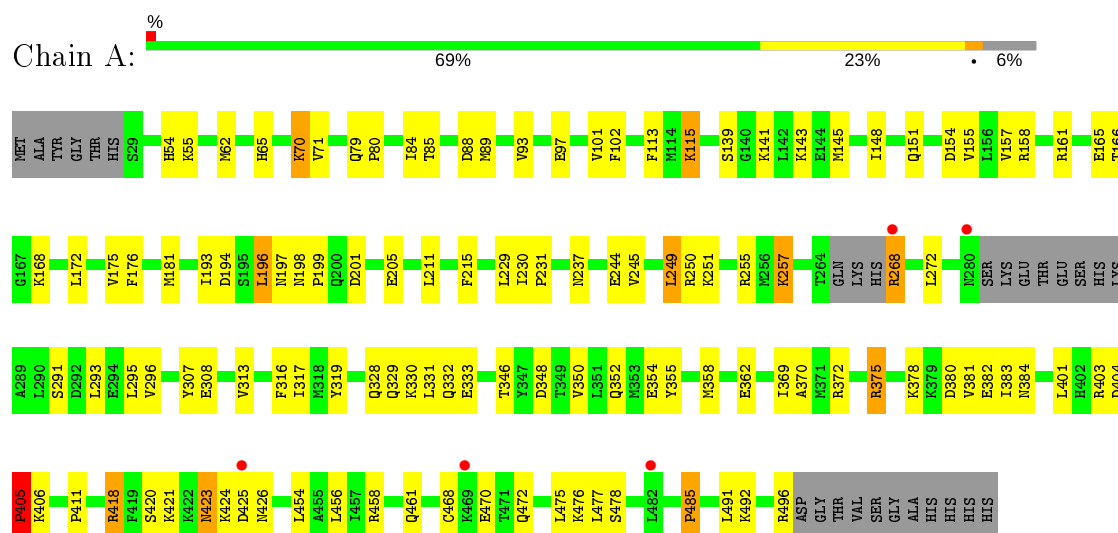 %
Chain A:
69% 23% • 6%
MET ALA TYR GLY THR HIS S29 H54 K55 M62 H65 K70 V71 Q79 P80 I84 T85 D88 M89 V93 E97 V101 F102 F113 M114 K115 S139 G140 K141 L142 K143 E144 M145 I148 Q151 D154 V155 L156 V157 R158 R161 E165 T166
G167 K168 L172 V175 F176 M181 I193 D194 S195 L196 N197 N198 P199 Q200 D201 E205 L211 F215 L229 I230 P231 N237 E244 V245 L249 R250 K251 R255 M256 K257 T264 GLN LYS HIS R268 L272 N280 SER LYS GLU THR GLU SER HIS LYS
A289 L290 S291 D292 L293 E294 L295 V296 Y307 E308 V313 F316 I317 M318 Y319 Q328 Q329 K330 L331 Q332 E333 T346 Y347 D348 T349 V350 L351 Q352 M353 E354 Y355 M358 E362 I369 A370 M371 R372 R375 K378 K379 D380 V381 E382 I383 N384 L401 H402 R403 D404
P405 K406 P411 R418 F419 S420 K421 K422 N423 K424 D425 N426 L454 A455 L456 I457 R458 Q461 C468 K469 E470 T471 Q472 L475 K476 L477 S478 L482 P485 L491 K492 R496 ASP GLY THR VAL SER GLY ALA HIS HIS HIS HIS